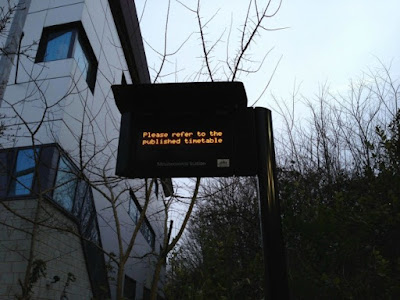 Please refer to the
published timetable